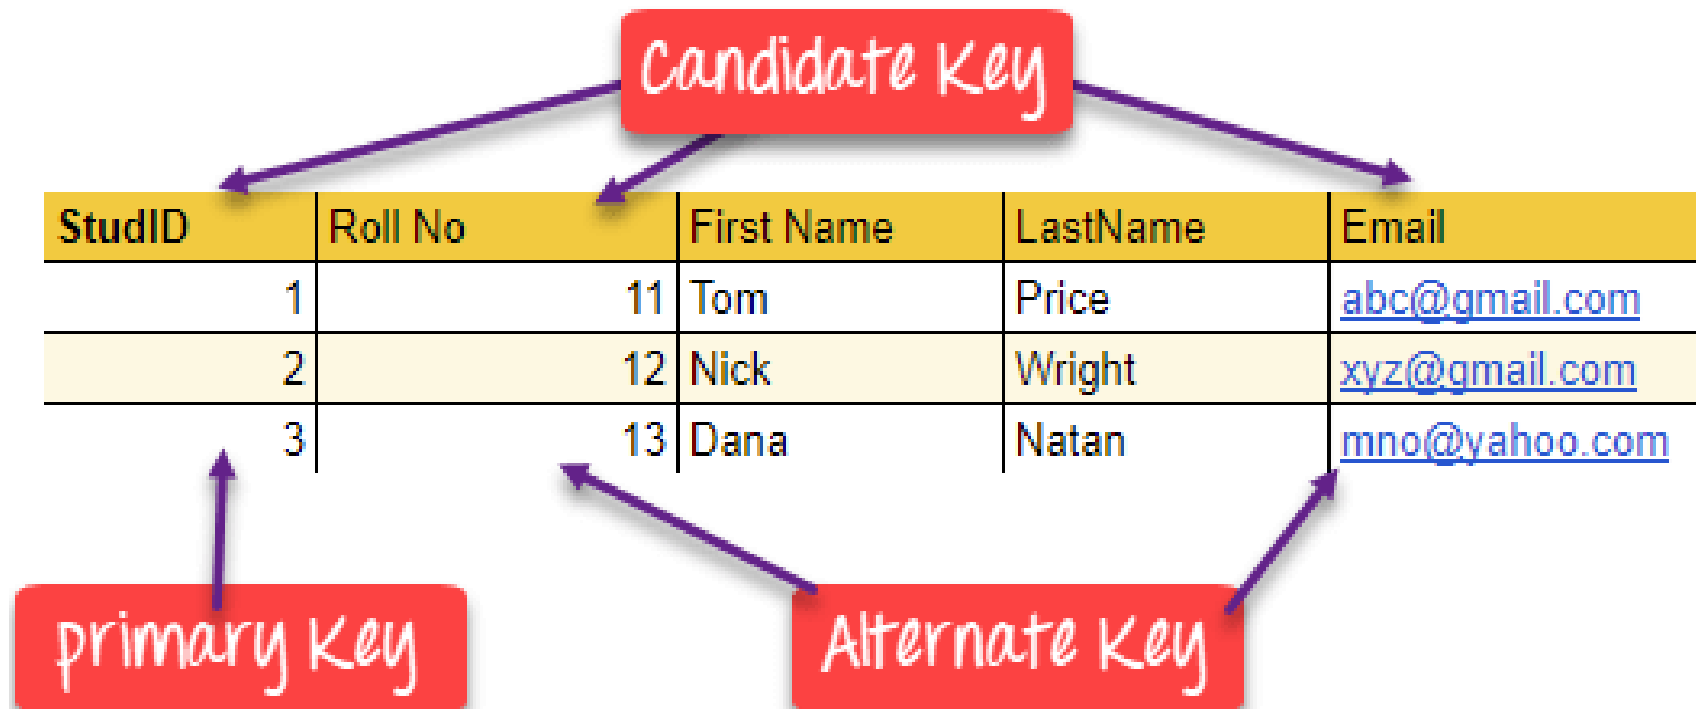 Candidate Key
StudID Roll No First Name LastName Email
1 11 Tom Price abc@gmail.com
2 12 Nick Wright xyz@gmail.com
3 13 Dana Natan mno@yahoo.com
primary Key Alternate Key